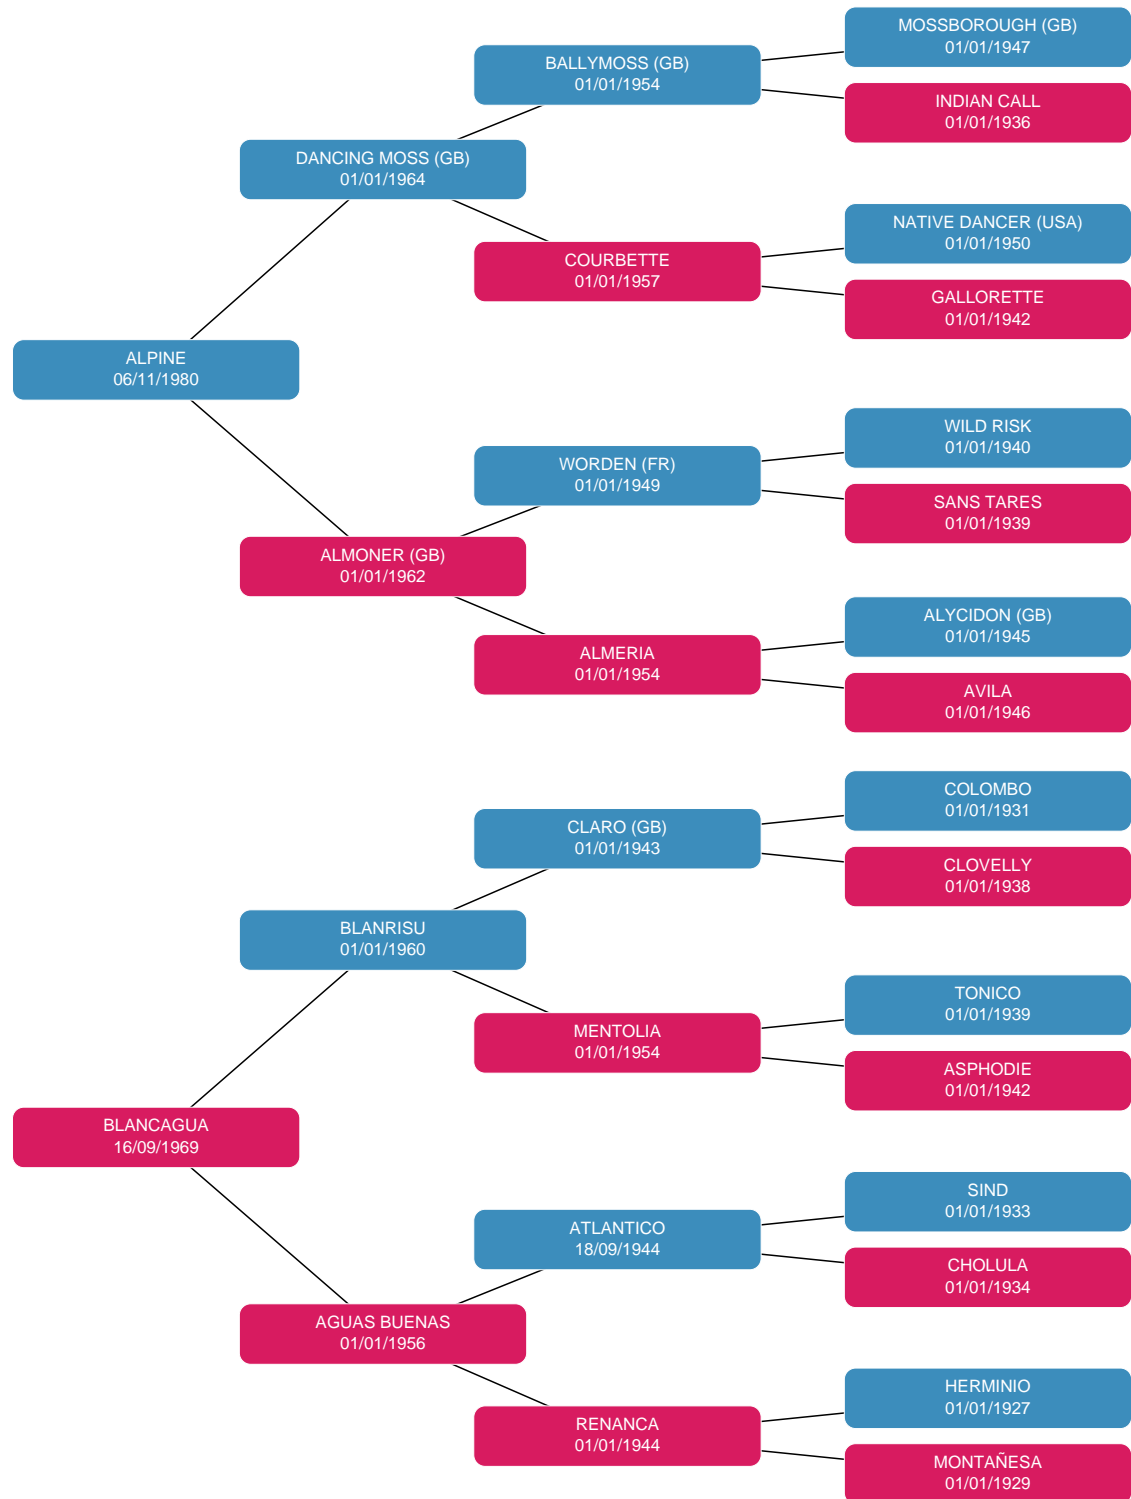 MOSSBOROUGH (GB)
01/01/1947
BALLYMOSS (GB)
01/01/1954
INDIAN CALL
01/01/1936
DANCING MOSS (GB)
01/01/1964
NATIVE DANCER (USA)
01/01/1950
COURBETTE
01/01/1957
GALLORETTE
01/01/1942
ALPINE
06/11/1980
WILD RISK
01/01/1940
WORDEN (FR)
01/01/1949
SANS TARES
01/01/1939
ALMONER (GB)
01/01/1962
ALYCIDON (GB)
01/01/1945
ALMERIA
01/01/1954
AVILA
01/01/1946
COLOMBO
01/01/1931
CLARO (GB)
01/01/1943
CLOVELLY
01/01/1938
BLANRISU
01/01/1960
TONICO
01/01/1939
MENTOLIA
01/01/1954
ASPHODIE
01/01/1942
BLANCAGUA
16/09/1969
SIND
01/01/1933
ATLANTICO
18/09/1944
CHOLULA
01/01/1934
AGUAS BUENAS
01/01/1956
HERMINIO
01/01/1927
RENANCA
01/01/1944
MONTAÑESA
01/01/1929